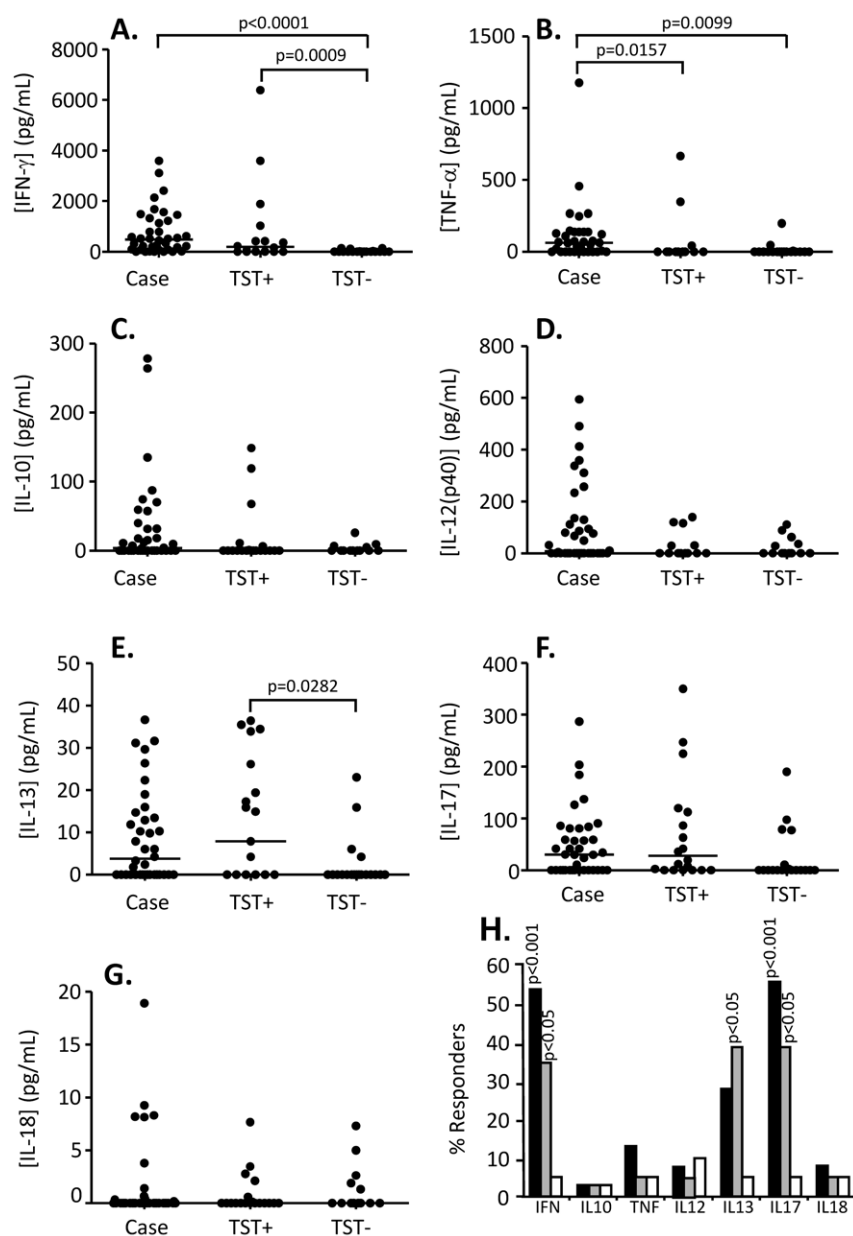 A.
p<0.0001
p=0.0009
[IFN-γ] (pg/mL)
8000
6000
4000
2000
0
Case TST+ TST-
B.
p=0.0099
p=0.0157
[TNF-α] (pg/mL)
1500
1000
500
0
Case TST+ TST-
C.
[IL-10] (pg/mL)
300
200
100
0
Case TST+ TST-
D.
[IL-12(p40)] (pg/mL)
800
600
400
200
0
Case TST+ TST-
E.
p=0.0282
[IL-13] (pg/mL)
50
40
30
20
10
0
Case TST+ TST-
F.
[IL-17] (pg/mL)
400
300
200
100
0
Case TST+ TST-
G.
[IL-18] (pg/mL)
20
15
10
5
0
Case TST+ TST-
H.
% Responders
60
50
40
30
20
10
0
p<0.001
p<0.05
p<0.05
p<0.001
p<0.05
IFN IL10 TNF IL12 IL13 IL17 IL18